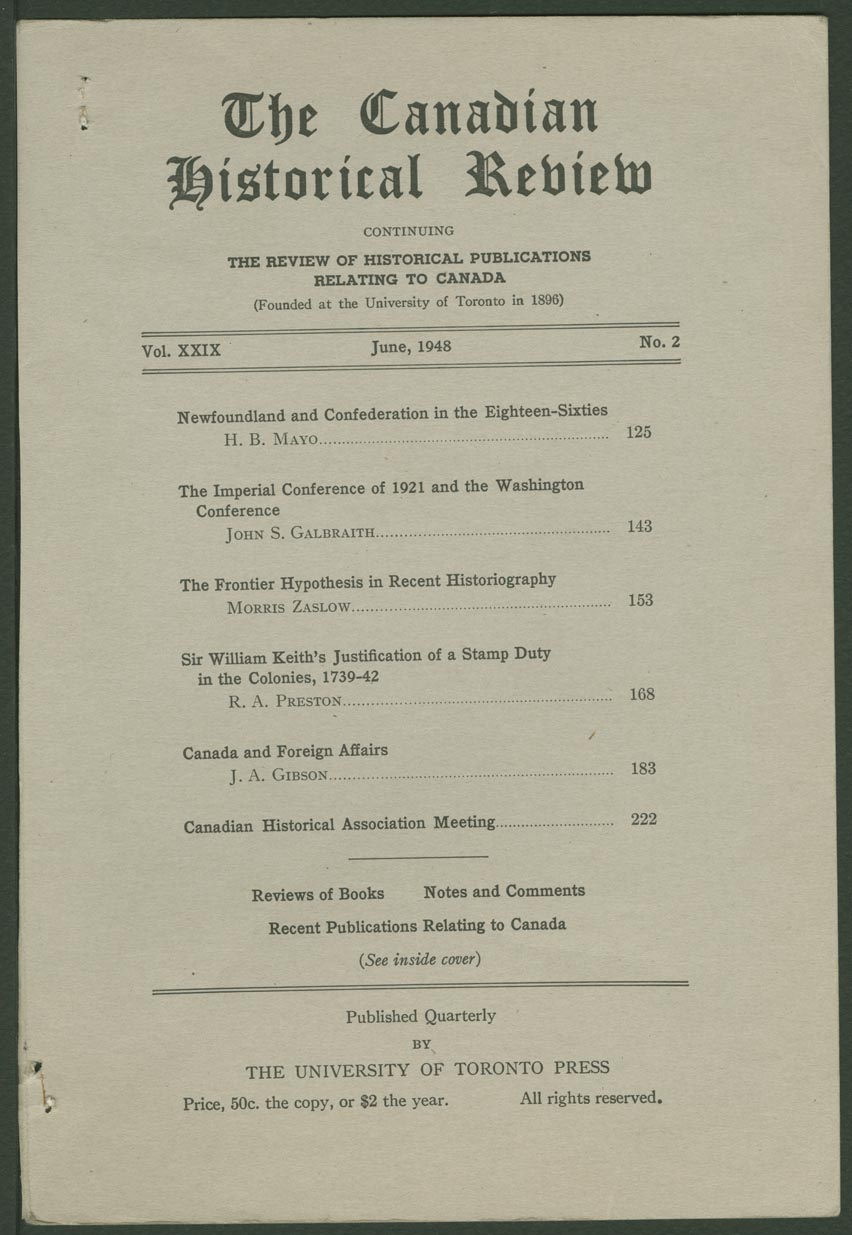 The Canadian
Historical Review
CONTINUING
THE REVIEW OF HISTORICAL PUBLICATIONS
RELATING TO CANADA
(Founded at the University of Toronto in 1896)
Vol. XXIX June, 1948 No. 2
Newfoundland and Confederation in the Eighteen-Sixties
H. B. MAYO 125
The Imperial Conference of 1921 and the Washington
Conference
JOHN S. GALBRAITH 143
The Frontier Hypothesis in Recent Historiography
MORRIS ZASLOW 153
Sir William Keith's Justification of a Stamp Duty
in the Colonies, 1739-42
R. A. PRESTON 168
Canada and Foreign Affairs
J. A. GIBSON 183
Canadian Historical Association Meeting 222
Reviews of Books Notes and Comments
Recent Publications Relating to Canada
(See inside cover)
Published Quarterly
BY
THE UNIVERSITY OF TORONTO PRESS
Price, 50c. the copy, or $2 the year. All rights reserved.